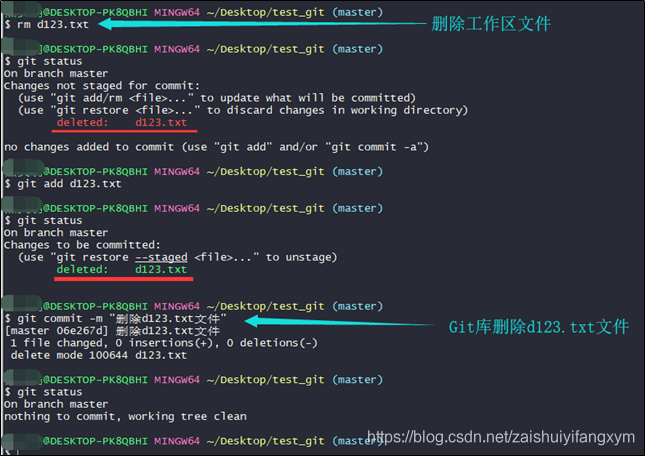 @DESKTOP-PK8QBHI MINGW64 ~/Desktop/test_git (master)
$ rm d123.txt
删除工作区文件
@DESKTOP-PK8QBHI MINGW64 ~/Desktop/test_git (master)
$ git status
On branch master
Changes not staged for commit:
  (use "git add/rm <file>..." to update what will be committed)
  (use "git restore <file>..." to discard changes in working directory)
        deleted:    d123.txt
no changes added to commit (use "git add" and/or "git commit -a")
@DESKTOP-PK8QBHI MINGW64 ~/Desktop/test_git (master)
$ git add d123.txt
@DESKTOP-PK8QBHI MINGW64 ~/Desktop/test_git (master)
$ git status
On branch master
Changes to be committed:
  (use "git restore --staged <file>..." to unstage)
        deleted:    d123.txt
@DESKTOP-PK8QBHI MINGW64 ~/Desktop/test_git (master)
$ git commit -m "删除d123.txt文件"
[master 06e267d] 删除d123.txt文件
 1 file changed, 0 insertions(+), 0 deletions(-)
 delete mode 100644 d123.txt
Git库删除d123.txt文件
@DESKTOP-PK8QBHI MINGW64 ~/Desktop/test_git (master)
$ git status
On branch master
nothing to commit, working tree clean
@DESKTOP-PK8QBHI MINGW64 ~/Desktop/test_git (master)
https://blog.csdn.net/zaishuiyifangxym